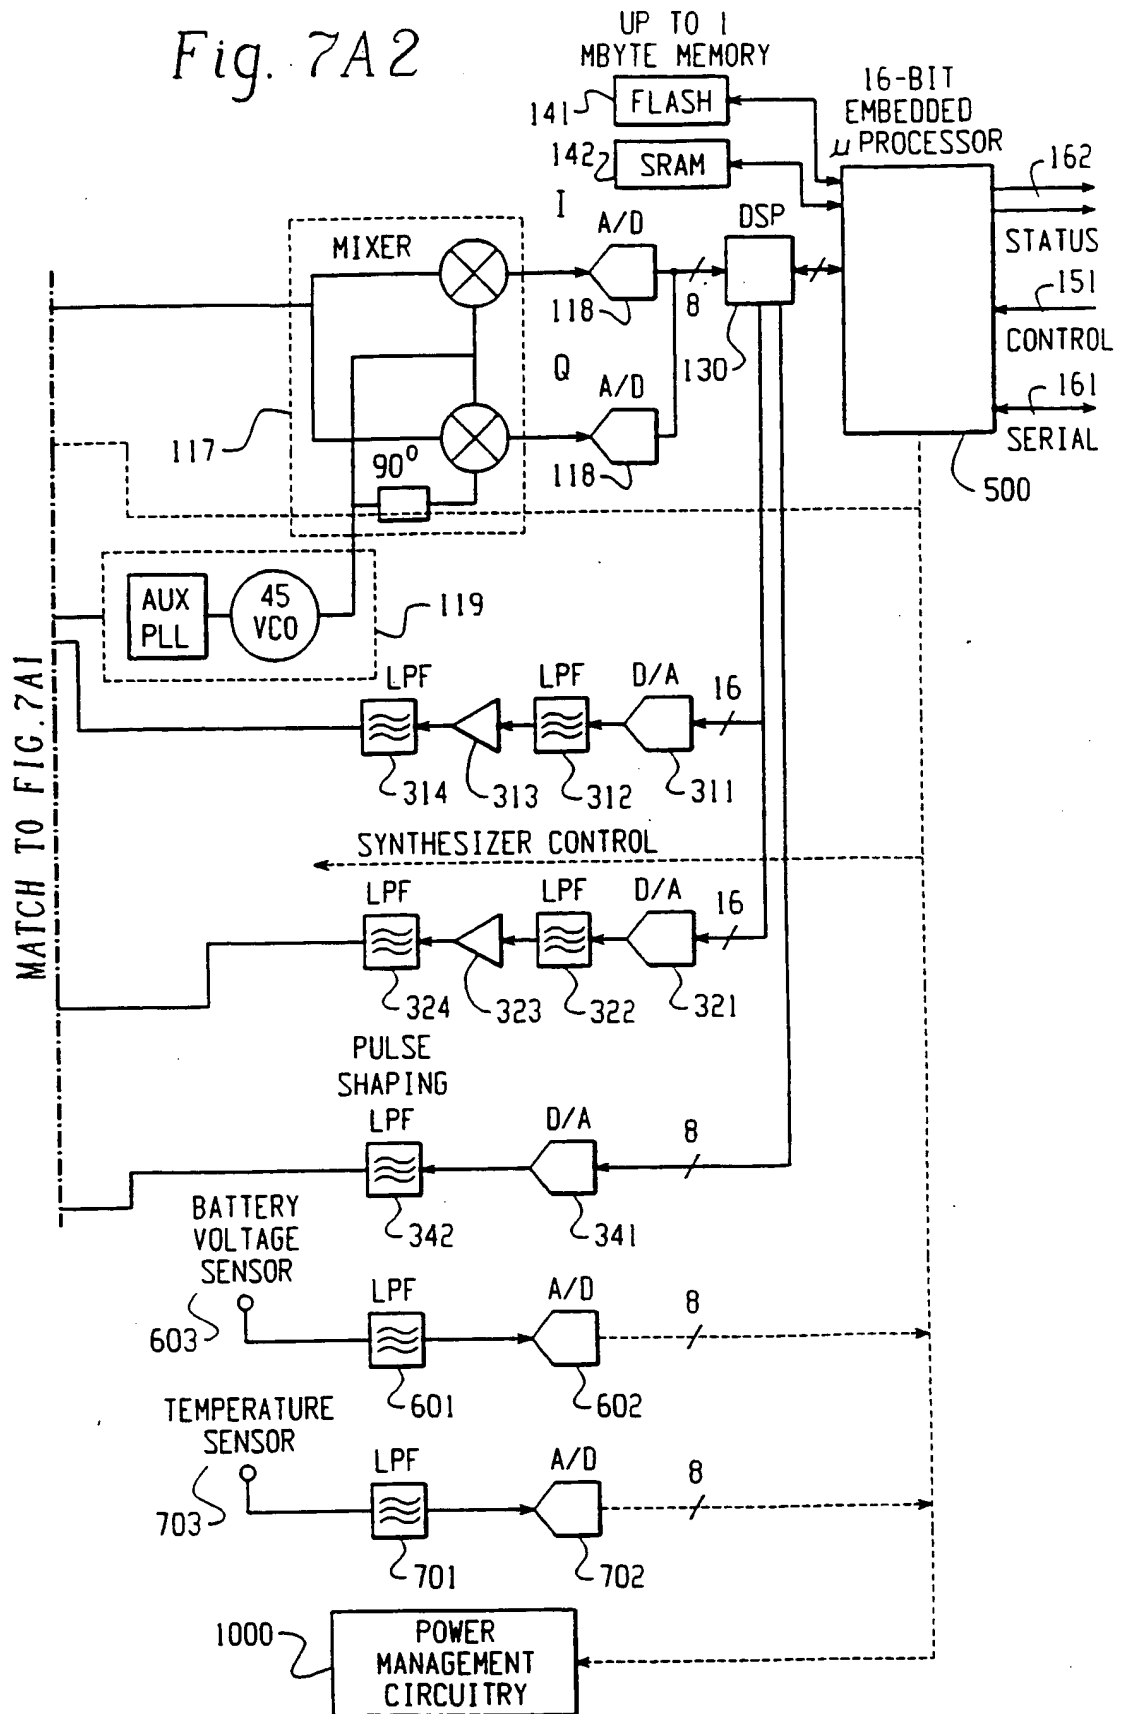 Fig. 7A2
UP TO 1
MBYTE MEMORY
FLASH
141
SRAM
142
16-BIT
EMBEDDED
µ PROCESSOR
162
STATUS
151
CONTROL
161
SERIAL
500
I
A/D
118
DSP
8
130
MIXER
Q
A/D
118
117
90°
AUX
PLL
45
VCO
119
MATCH TO FIG.7A1
LPF
314
313
LPF
312
D/A
311
16
SYNTHESIZER CONTROL
LPF
324
323
LPF
322
D/A
321
16
PULSE
SHAPING
LPF
342
D/A
341
8
BATTERY
VOLTAGE
SENSOR
603
LPF
601
A/D
602
8
TEMPERATURE
SENSOR
703
LPF
701
A/D
702
8
1000
POWER
MANAGEMENT
CIRCUITRY